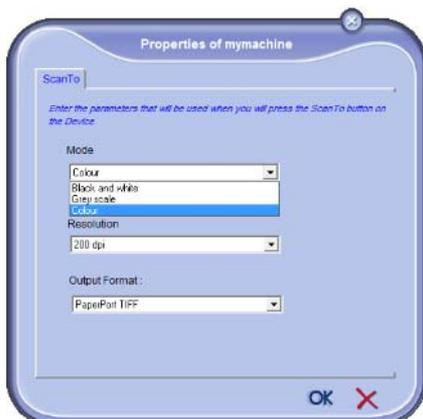 Properties of mymachine
ScanTo
Enter the parameters that will be used when you will press the ScanTo button on
the Device
Mode
Colour
Black and white
Grey scale
Colour
Resolution
200 dpi
Output Format :
PaperPort TIFF
OK